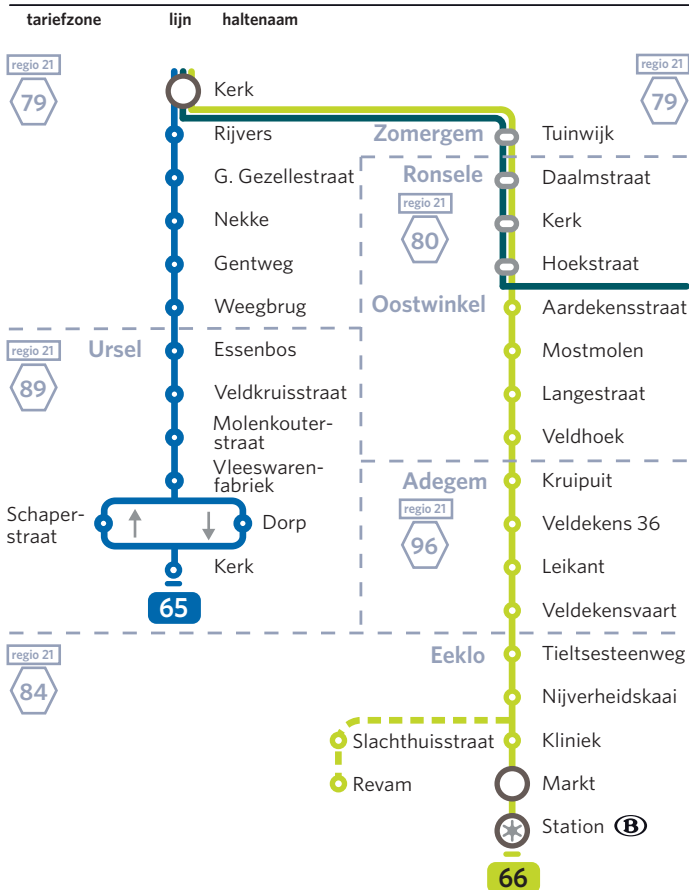 tariefzone lijn haltenaam
regio 21
79
regio 21
79
Kerk
Rijvers
Zomergem
Tuinwijk
G. Gezellestraat
Ronsele
Daalmstraat
regio 21
80
Nekke
Kerk
Gentweg
Hoekstraat
Weegbrug
Oostwinkel
Aardekensstraat
regio 21
89
Ursel
Essenbos
Mostmolen
Veldkruisstraat
Langestraat
Molenkouter-
straat
Veldhoek
Vleeswaren-
fabriek
Adegem
Kruipuit
regio 21
96
Schaper-
straat
Dorp
Veldekens 36
Kerk
Leikant
65
Veldekensvaart
regio 21
84
Eeklo
Tieltsesteenweg
Nijverheidskaai
Slachthuisstraat
Kliniek
Revam
Markt
Station B
66